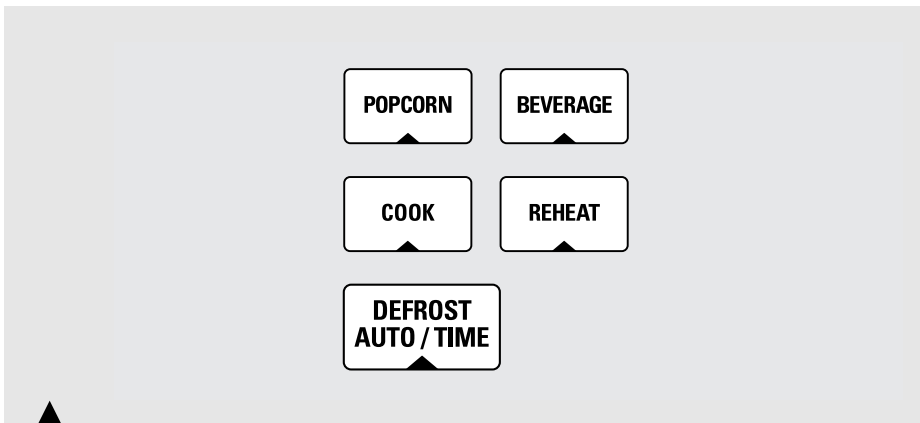 POPCORN
BEVERAGE
COOK
REHEAT
DEFROST
AUTO / TIME